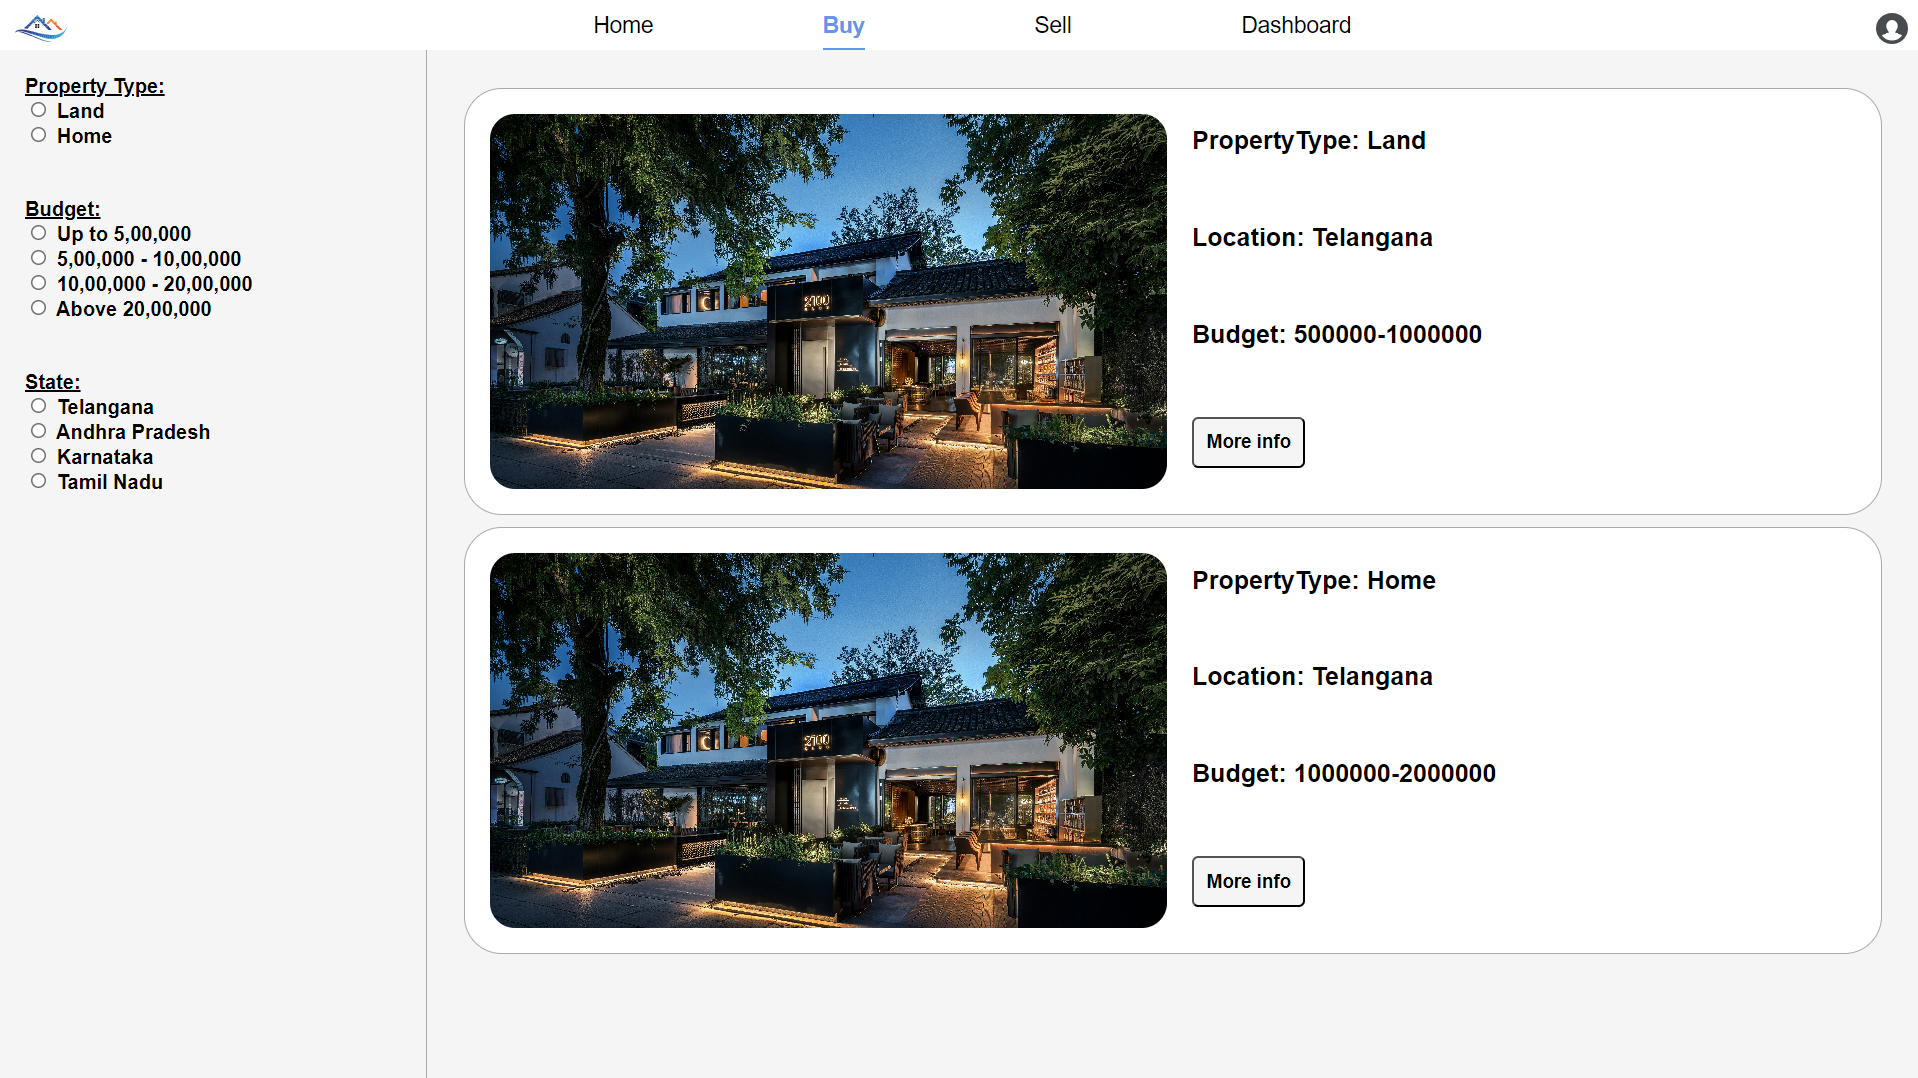 Home Buy Sell Dashboard
Property Type:
Land
Home
Budget:
Up to 5,00,000
5,00,000 - 10,00,000
10,00,000 - 20,00,000
Above 20,00,000
State:
Telangana
Andhra Pradesh
Karnataka
Tamil Nadu
2100
PropertyType: Land
Location: Telangana
Budget: 500000-1000000
More info
2100
PropertyType: Home
Location: Telangana
Budget: 1000000-2000000
More info